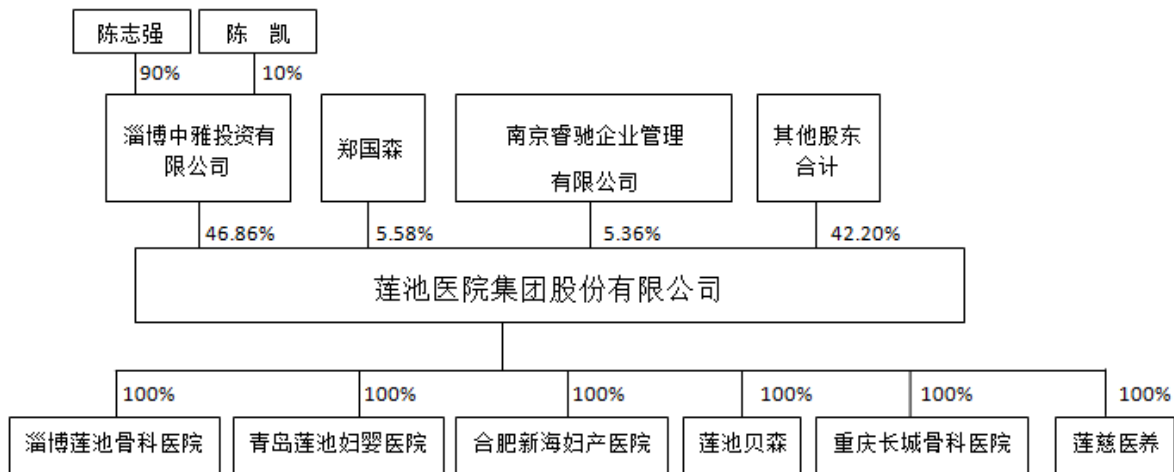 陈志强
陈 凯
90%
10%
淄博中雅投资有
限公司
郑国森
南京睿驰企业管理
有限公司
其他股东
合计
46.86%
5.58%
5.36%
42.20%
莲池医院集团股份有限公司
100%
100%
100%
100%
100%
100%
淄博莲池骨科医院
青岛莲池妇婴医院
合肥新海妇产医院
莲池贝森
重庆长城骨科医院
莲慈医养